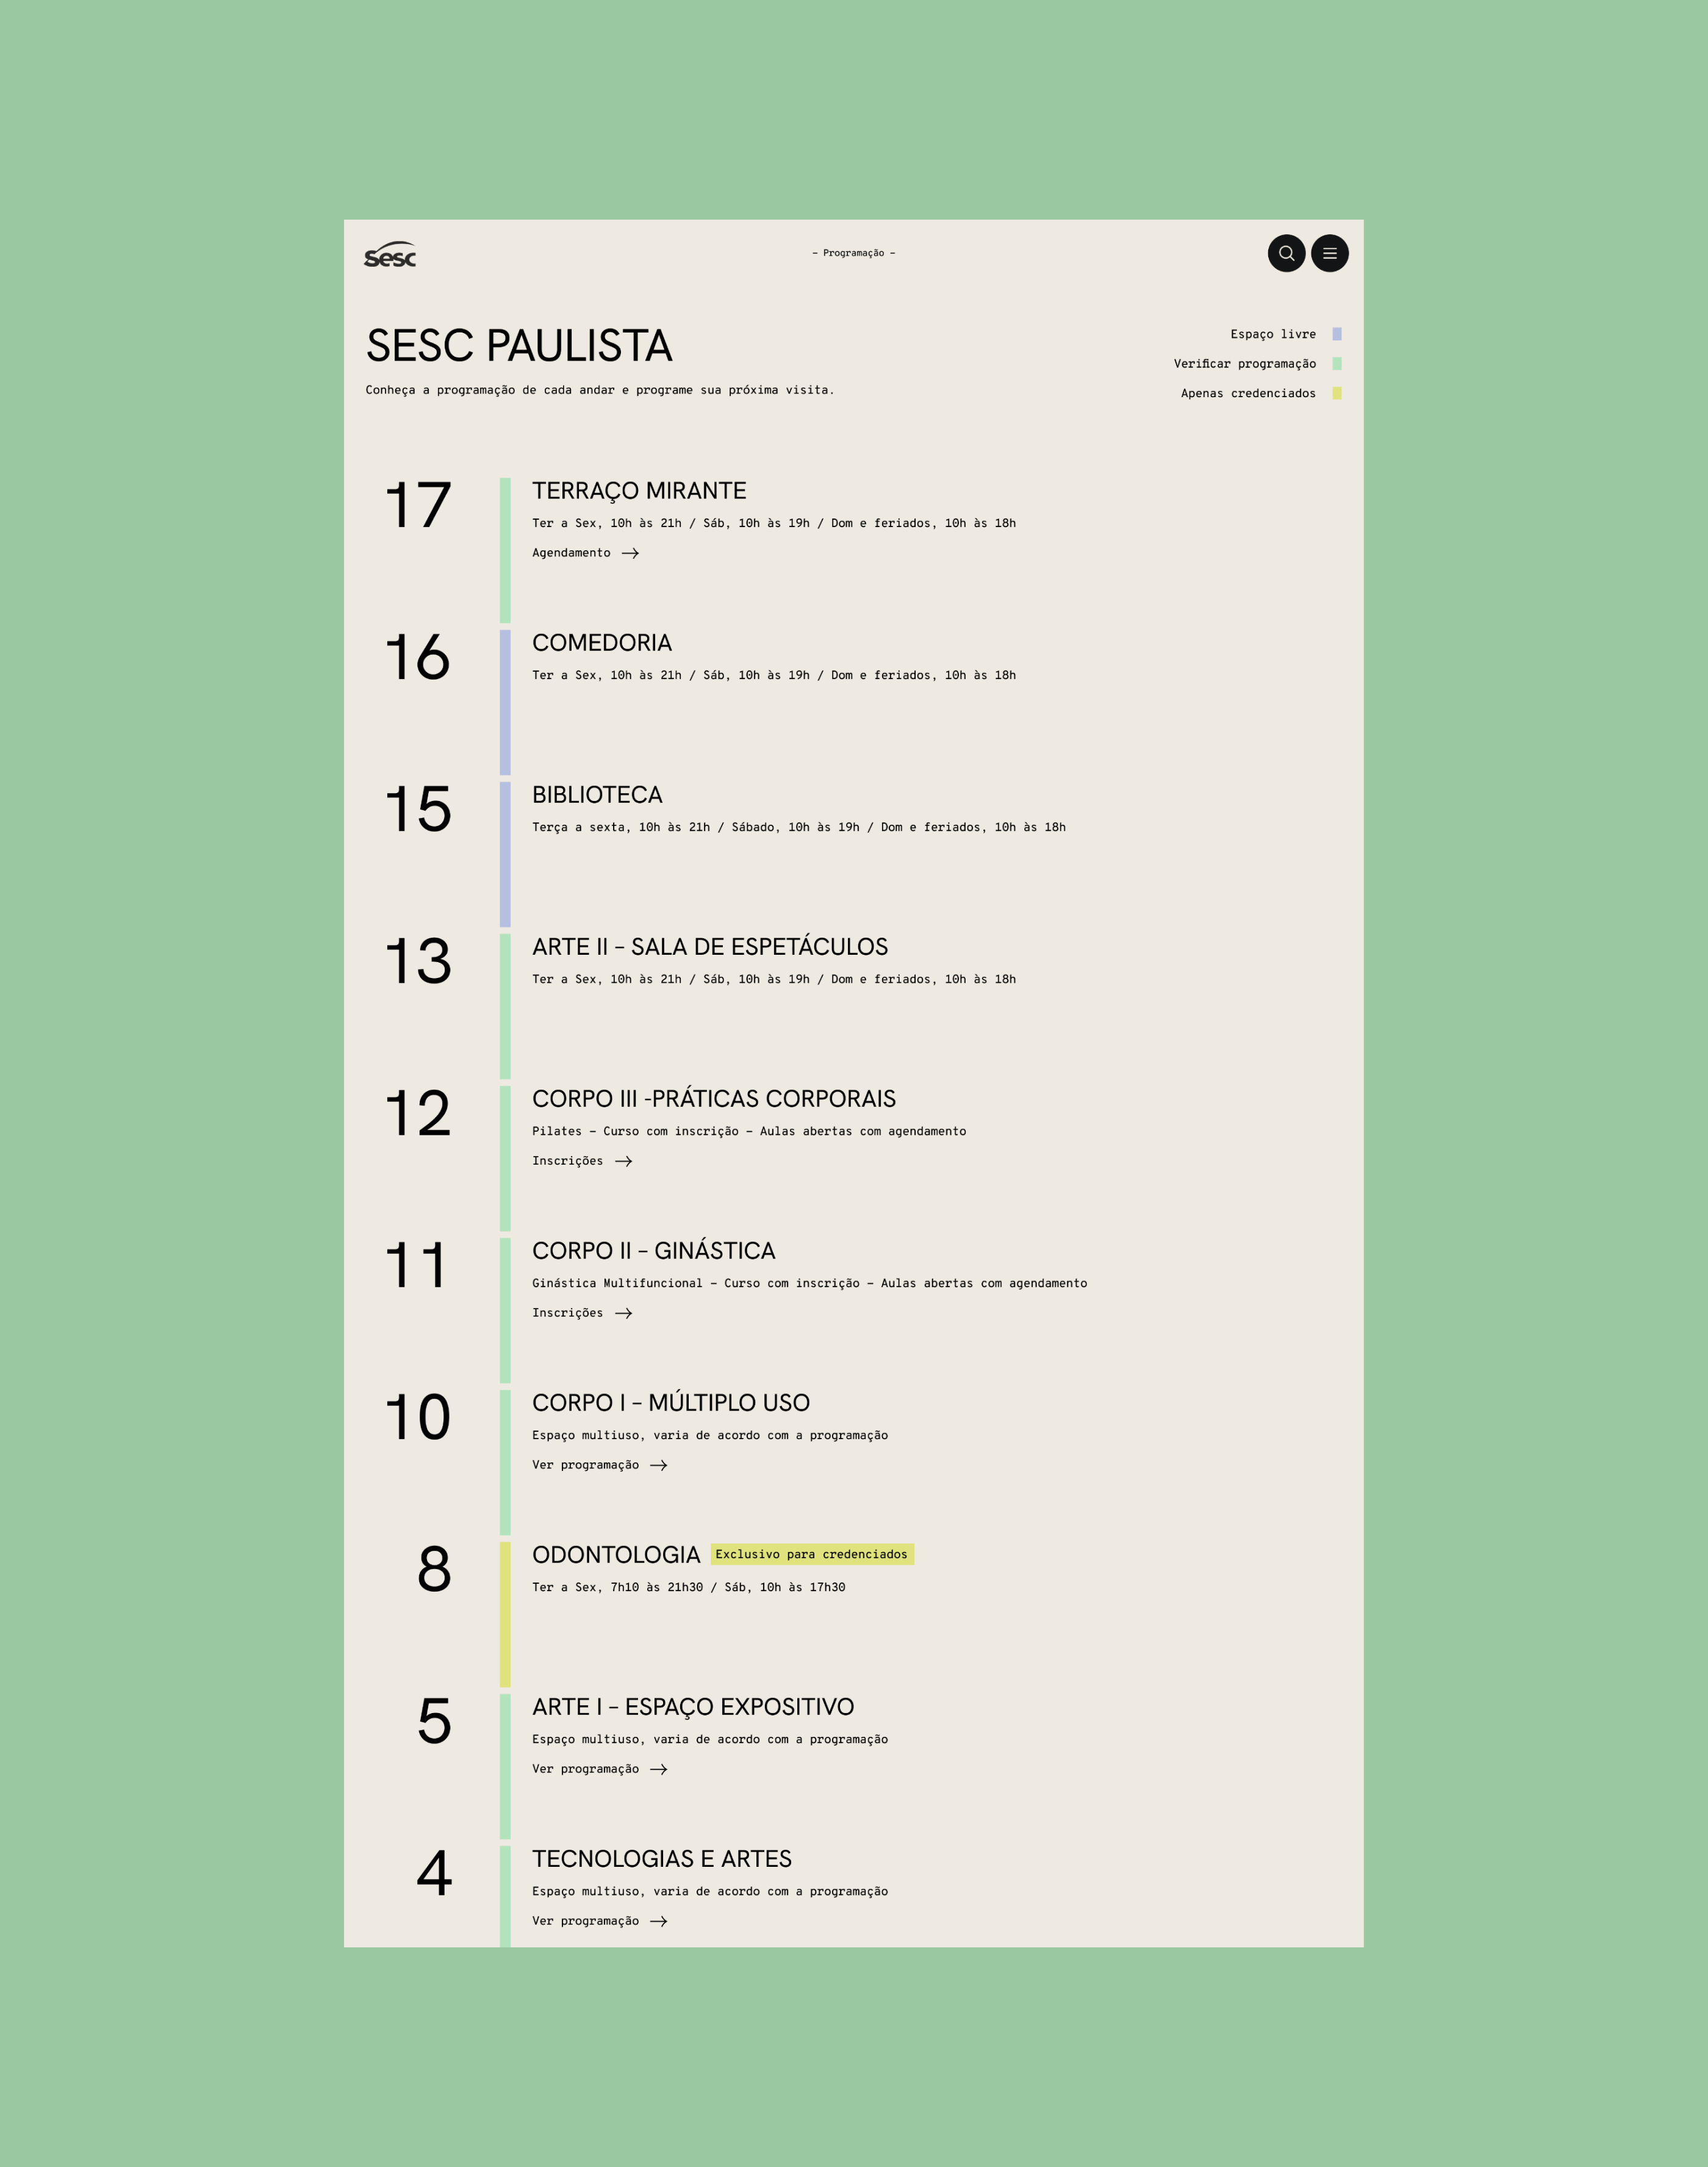 sesc
– Programação –
SESC PAULISTA
Conheça a programação de cada andar e programe sua próxima visita.
Espaço livre
Verificar programação
Apenas credenciados
17
TERRAÇO MIRANTE
Ter a Sex, 10h às 21h / Sáb, 10h às 19h / Dom e feriados, 10h às 18h
Agendamento →
16
COMEDORIA
Ter a Sex, 10h às 21h / Sáb, 10h às 19h / Dom e feriados, 10h às 18h
15
BIBLIOTECA
Terça a sexta, 10h às 21h / Sábado, 10h às 19h / Dom e feriados, 10h às 18h
13
ARTE II – SALA DE ESPETÁCULOS
Ter a Sex, 10h às 21h / Sáb, 10h às 19h / Dom e feriados, 10h às 18h
12
CORPO III -PRÁTICAS CORPORAIS
Pilates – Curso com inscrição – Aulas abertas com agendamento
Inscrições →
11
CORPO II – GINÁSTICA
Ginástica Multifuncional – Curso com inscrição – Aulas abertas com agendamento
Inscrições →
10
CORPO I – MÚLTIPLO USO
Espaço multiuso, varia de acordo com a programação
Ver programação →
8
ODONTOLOGIA Exclusivo para credenciados
Ter a Sex, 7h10 às 21h30 / Sáb, 10h às 17h30
5
ARTE I – ESPAÇO EXPOSITIVO
Espaço multiuso, varia de acordo com a programação
Ver programação →
4
TECNOLOGIAS E ARTES
Espaço multiuso, varia de acordo com a programação
Ver programação →